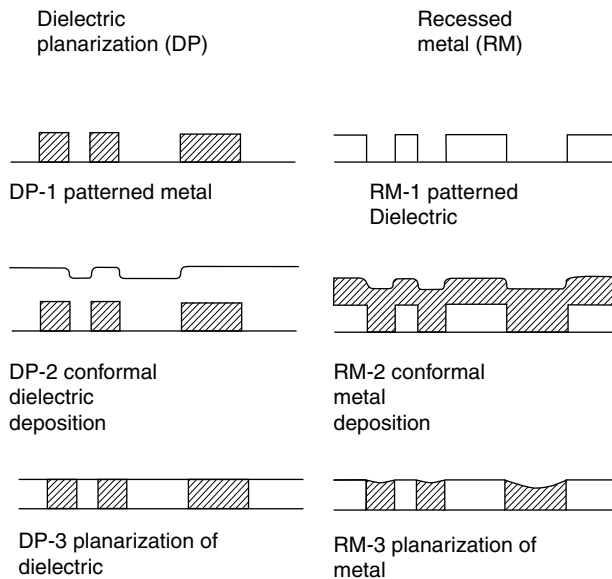 Dielectric
planarization (DP)
Recessed
metal (RM)
DP-1 patterned metal
RM-1 patterned
Dielectric
DP-2 conformal
dielectric
deposition
RM-2 conformal
metal
deposition
DP-3 planarization of
dielectric
RM-3 planarization of
metal